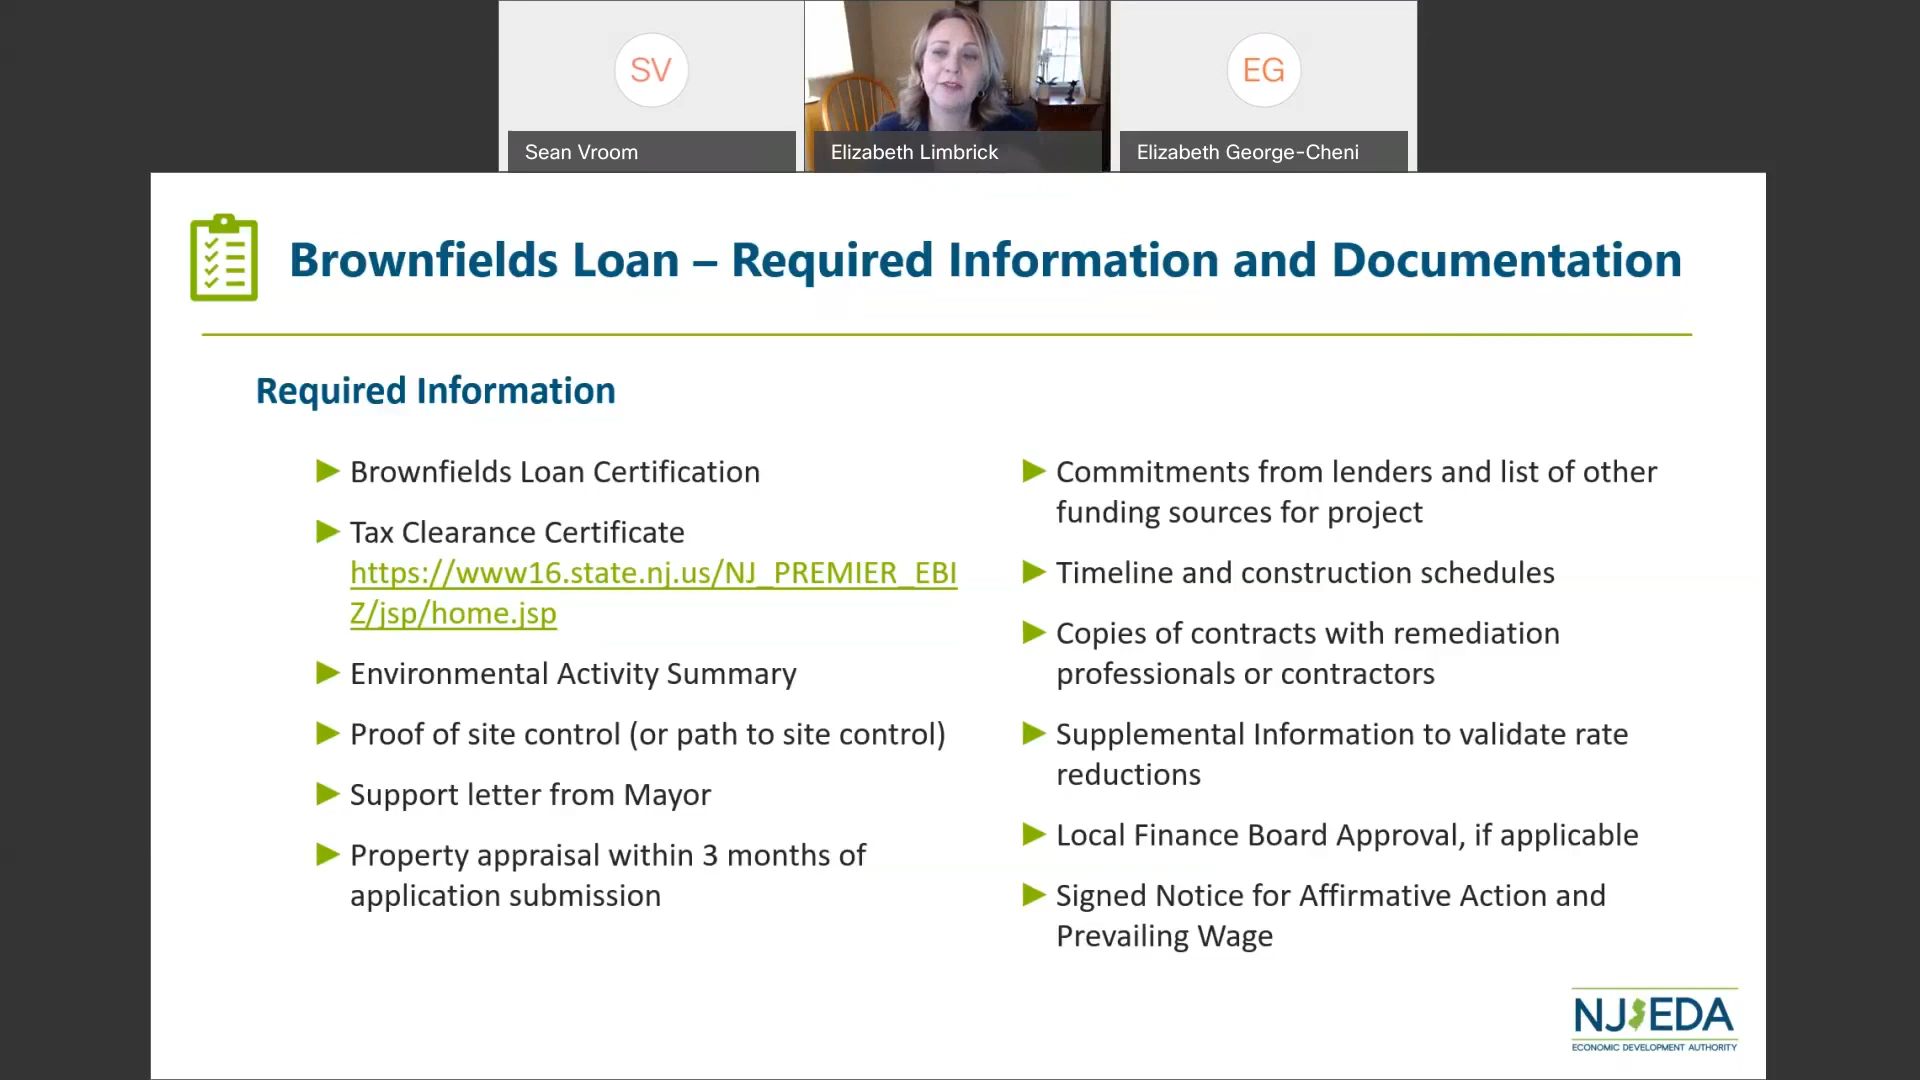 SV
EG
Sean Vroom
Elizabeth Limbrick
Elizabeth George-Cheni
Brownfields Loan – Required Information and Documentation
Required Information
Brownfields Loan Certification
Tax Clearance Certificate
https://www16.state.nj.us/NJ_PREMIER_EBI
Z/jsp/home.jsp
Environmental Activity Summary
Proof of site control (or path to site control)
Support letter from Mayor
Property appraisal within 3 months of
application submission
Commitments from lenders and list of other
funding sources for project
Timeline and construction schedules
Copies of contracts with remediation
professionals or contractors
Supplemental Information to validate rate
reductions
Local Finance Board Approval, if applicable
Signed Notice for Affirmative Action and
Prevailing Wage
NJEDA
ECONOMIC DEVELOPMENT AUTHORITY